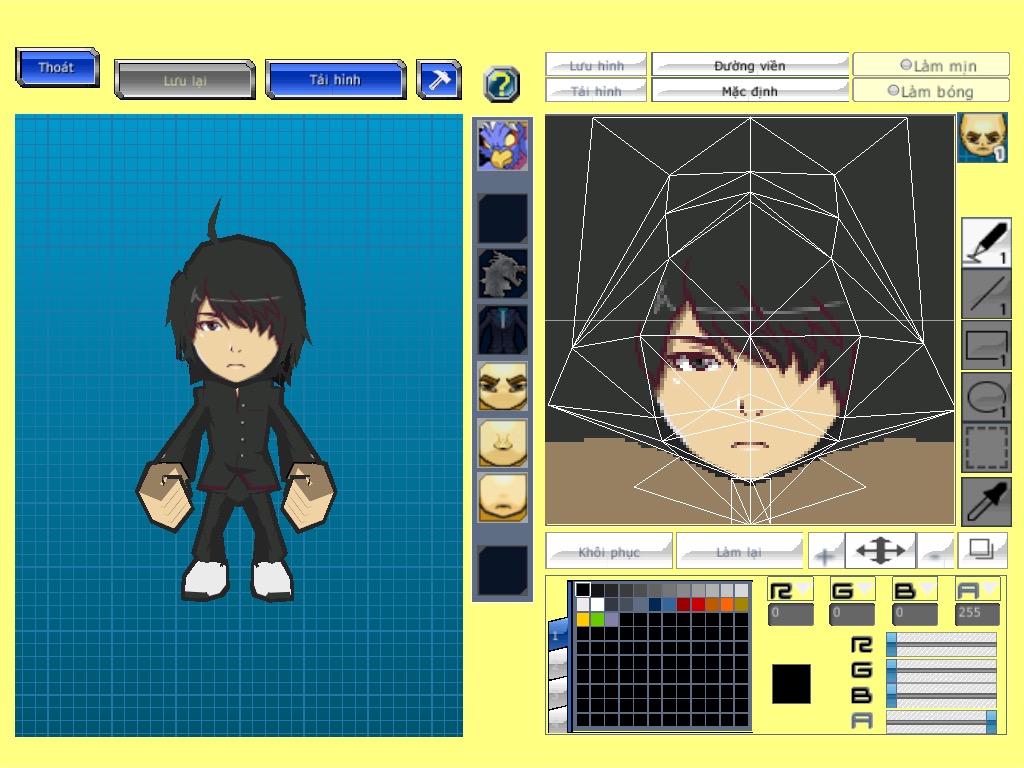 Thoát
Lưu lại
Tải hình
?
Lưu hình
Đường viền
Làm mịn
Tải hình
Mặc định
Làm bóng
1
1
1
1
1
Khôi phục
Làm lại
+
-
1
R G B A
0 0 0 255
R
G
B
A